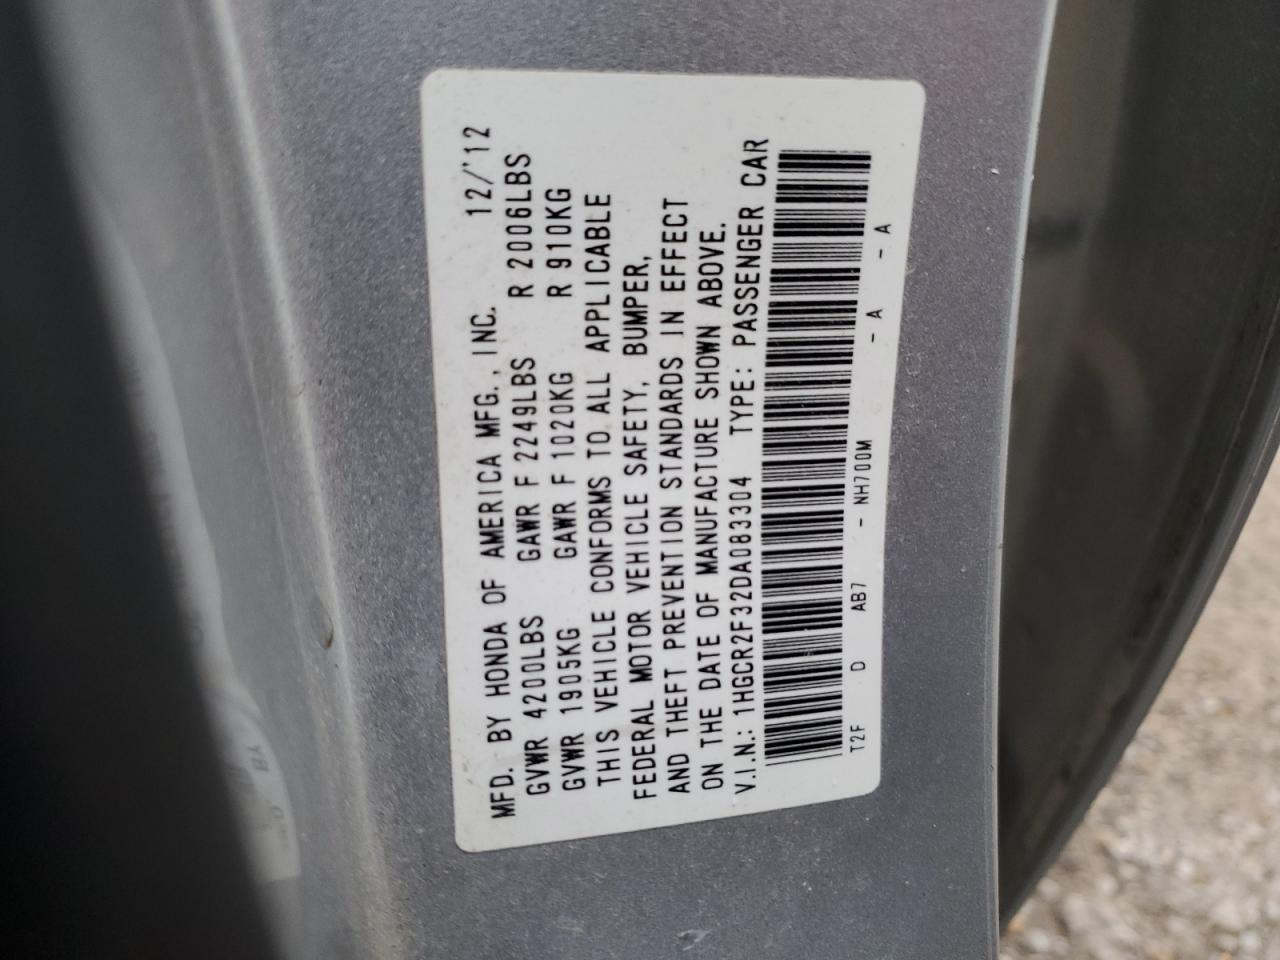 MFD. BY HONDA OF AMERICA MFG., INC. 12/'12
GVWR 4200LBS GAWR F 2249LBS R 2006LBS
GVWR 1905KG GAWR F 1020KG R 910KG
THIS VEHICLE CONFORMS TO ALL APPLICABLE
FEDERAL MOTOR VEHICLE SAFETY, BUMPER,
AND THEFT PREVENTION STANDARDS IN EFFECT
ON THE DATE OF MANUFACTURE SHOWN ABOVE.
V.I.N.: 1HGCR2F32DA083304 TYPE: PASSENGER CAR
T2F D AB7 - NH700M - A - A